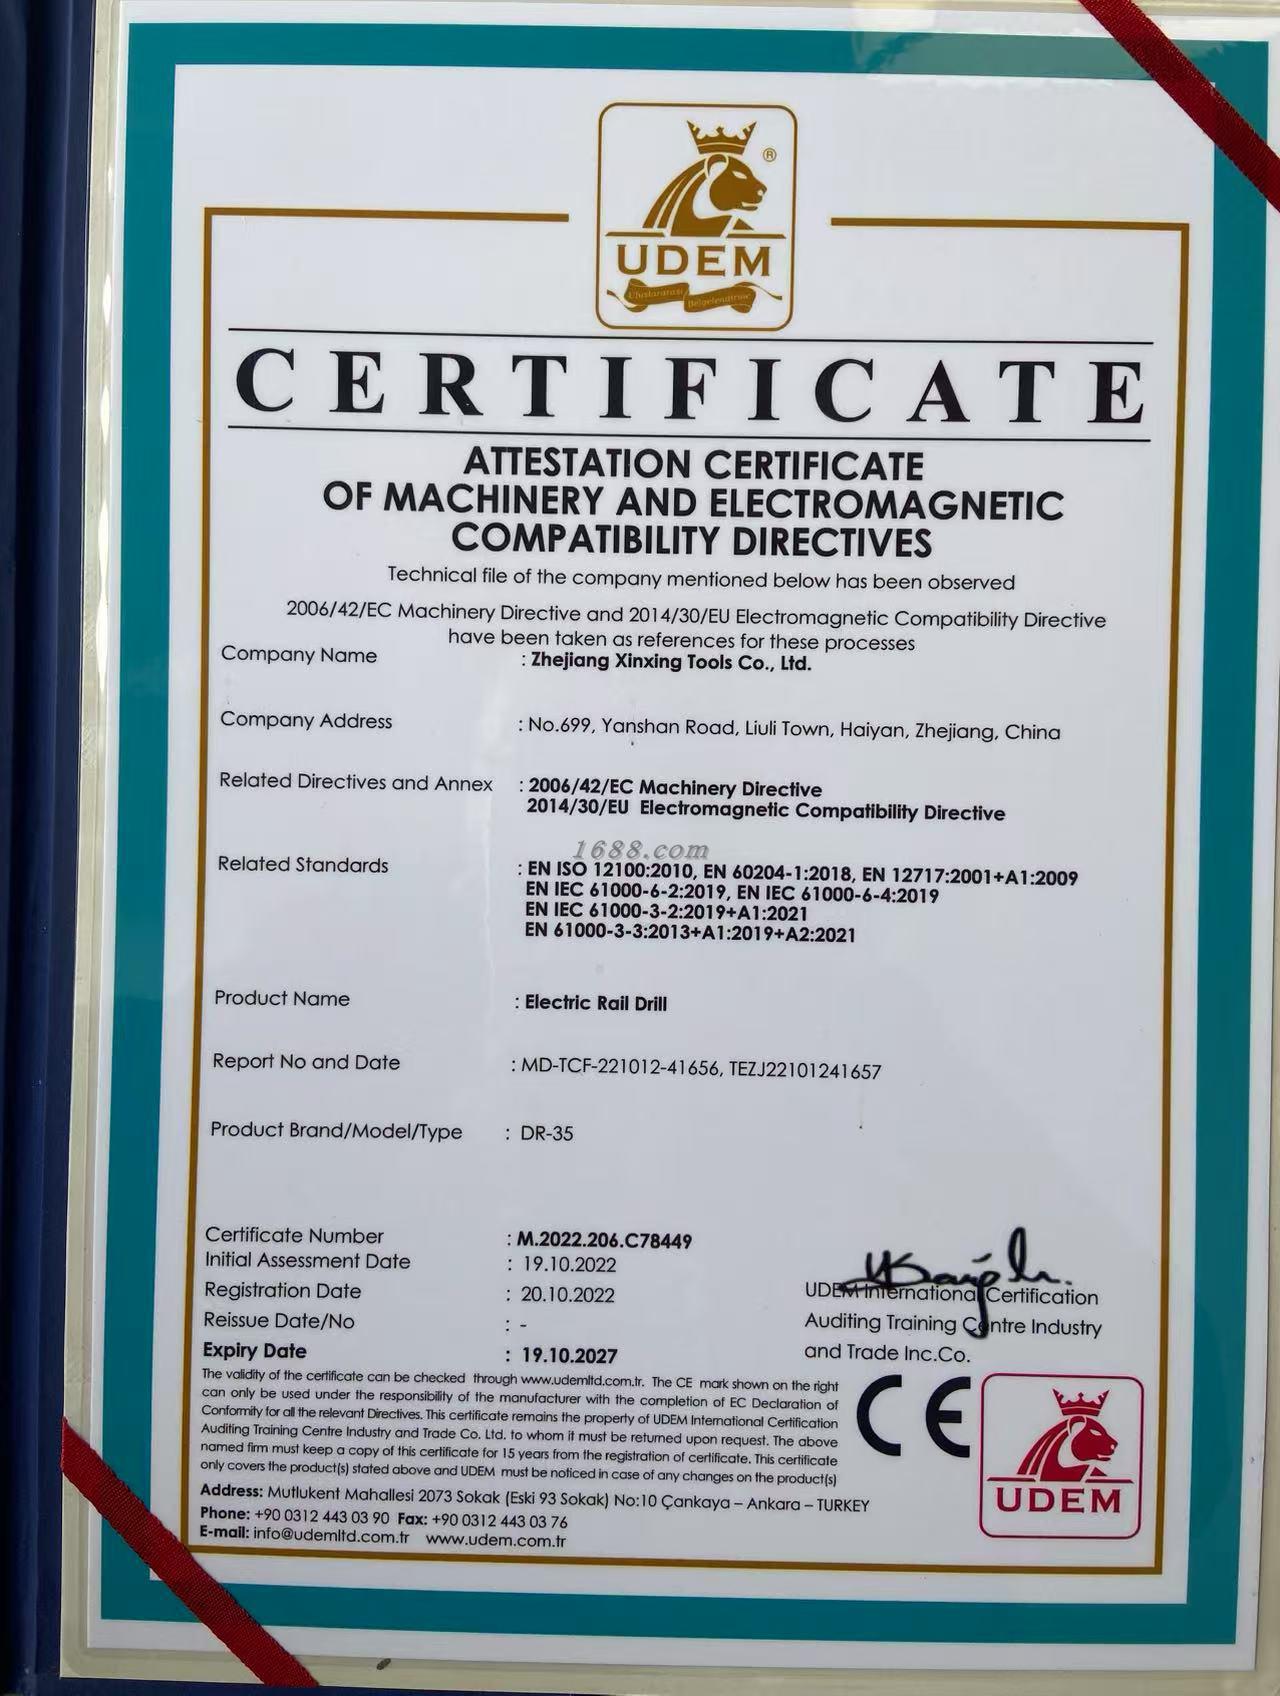 ®
UDEM
Uluslararası
Belgelendirme
CERTIFICATE
ATTESTATION CERTIFICATE
OF MACHINERY AND ELECTROMAGNETIC
COMPATIBILITY DIRECTIVES
Technical file of the company mentioned below has been observed
2006/42/EC Machinery Directive and 2014/30/EU Electromagnetic Compatibility Directive
have been taken as references for these processes
Company Name : Zhejiang Xinxing Tools Co., Ltd.
Company Address : No.699, Yanshan Road, Liuli Town, Haiyan, Zhejiang, China
Related Directives and Annex : 2006/42/EC Machinery Directive
2014/30/EU Electromagnetic Compatibility Directive
1688.com
Related Standards : EN ISO 12100:2010, EN 60204-1:2018, EN 12717:2001+A1:2009
EN IEC 61000-6-2:2019, EN IEC 61000-6-4:2019
EN IEC 61000-3-2:2019+A1:2021
EN 61000-3-3:2013+A1:2019+A2:2021
Product Name : Electric Rail Drill
Report No and Date : MD-TCF-221012-41656, TEZJ22101241657
Product Brand/Model/Type : DR-35
Certificate Number : M.2022.206.C78449
Initial Assessment Date : 19.10.2022
Registration Date : 20.10.2022
Reissue Date/No : -
Expiry Date : 19.10.2027
UDEM International Certification
Auditing Training Centre Industry
and Trade Inc.Co.
The validity of the certificate can be checked through www.udemltd.com.tr. The CE mark shown on the right
can only be used under the responsibility of the manufacturer with the completion of EC Declaration of
Conformity for all the relevant Directives. This certificate remains the property of UDEM International Certification
Auditing Training Centre Industry and Trade Co. Ltd. to whom it must be returned upon request. The above
named firm must keep a copy of this certificate for 15 years from the registration of certificate. This certificate
only covers the product(s) stated above and UDEM must be noticed in case of any changes on the product(s)
CE
UDEM
Address: Mutlukent Mahallesi 2073 Sokak (Eski 93 Sokak) No:10 Çankaya – Ankara – TURKEY
Phone: +90 0312 443 03 90 Fax: +90 0312 443 03 76
E-mail: info@udemltd.com.tr www.udem.com.tr